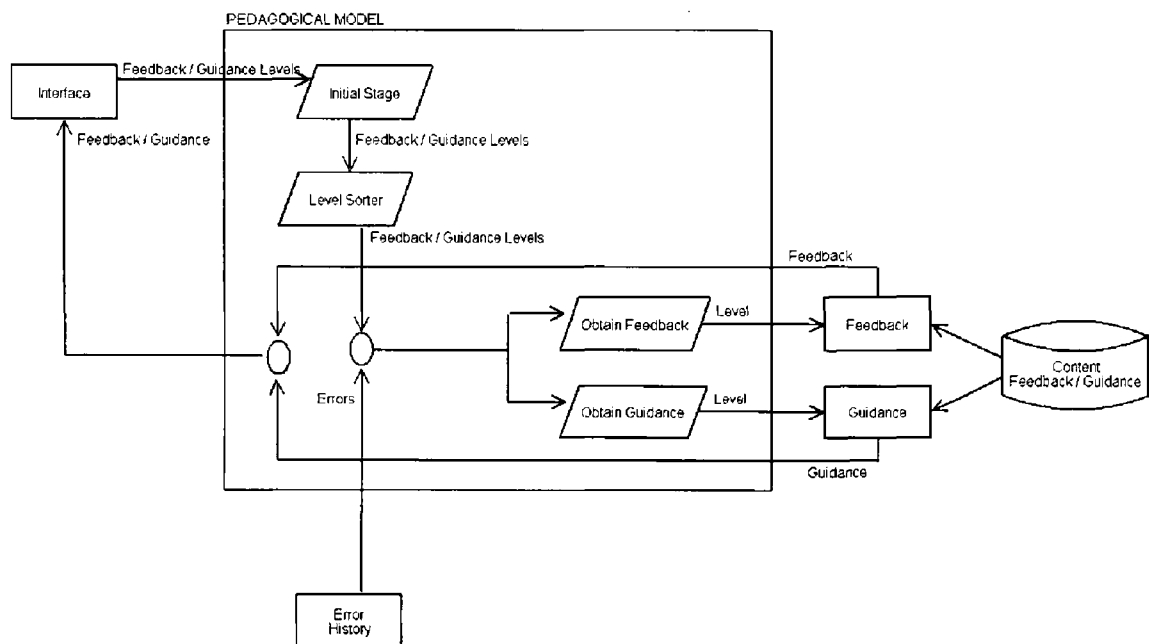 PEDAGOGICAL MODEL
Feedback / Guidance Levels
Interface
Initial Stage
Feedback / Guidance
Feedback / Guidance Levels
Level Sorter
Feedback / Guidance Levels
Feedback
Obtain Feedback
Level
Feedback
Content
Feedback / Guidance
Errors
Obtain Guidance
Level
Guidance
Guidance
Error
History